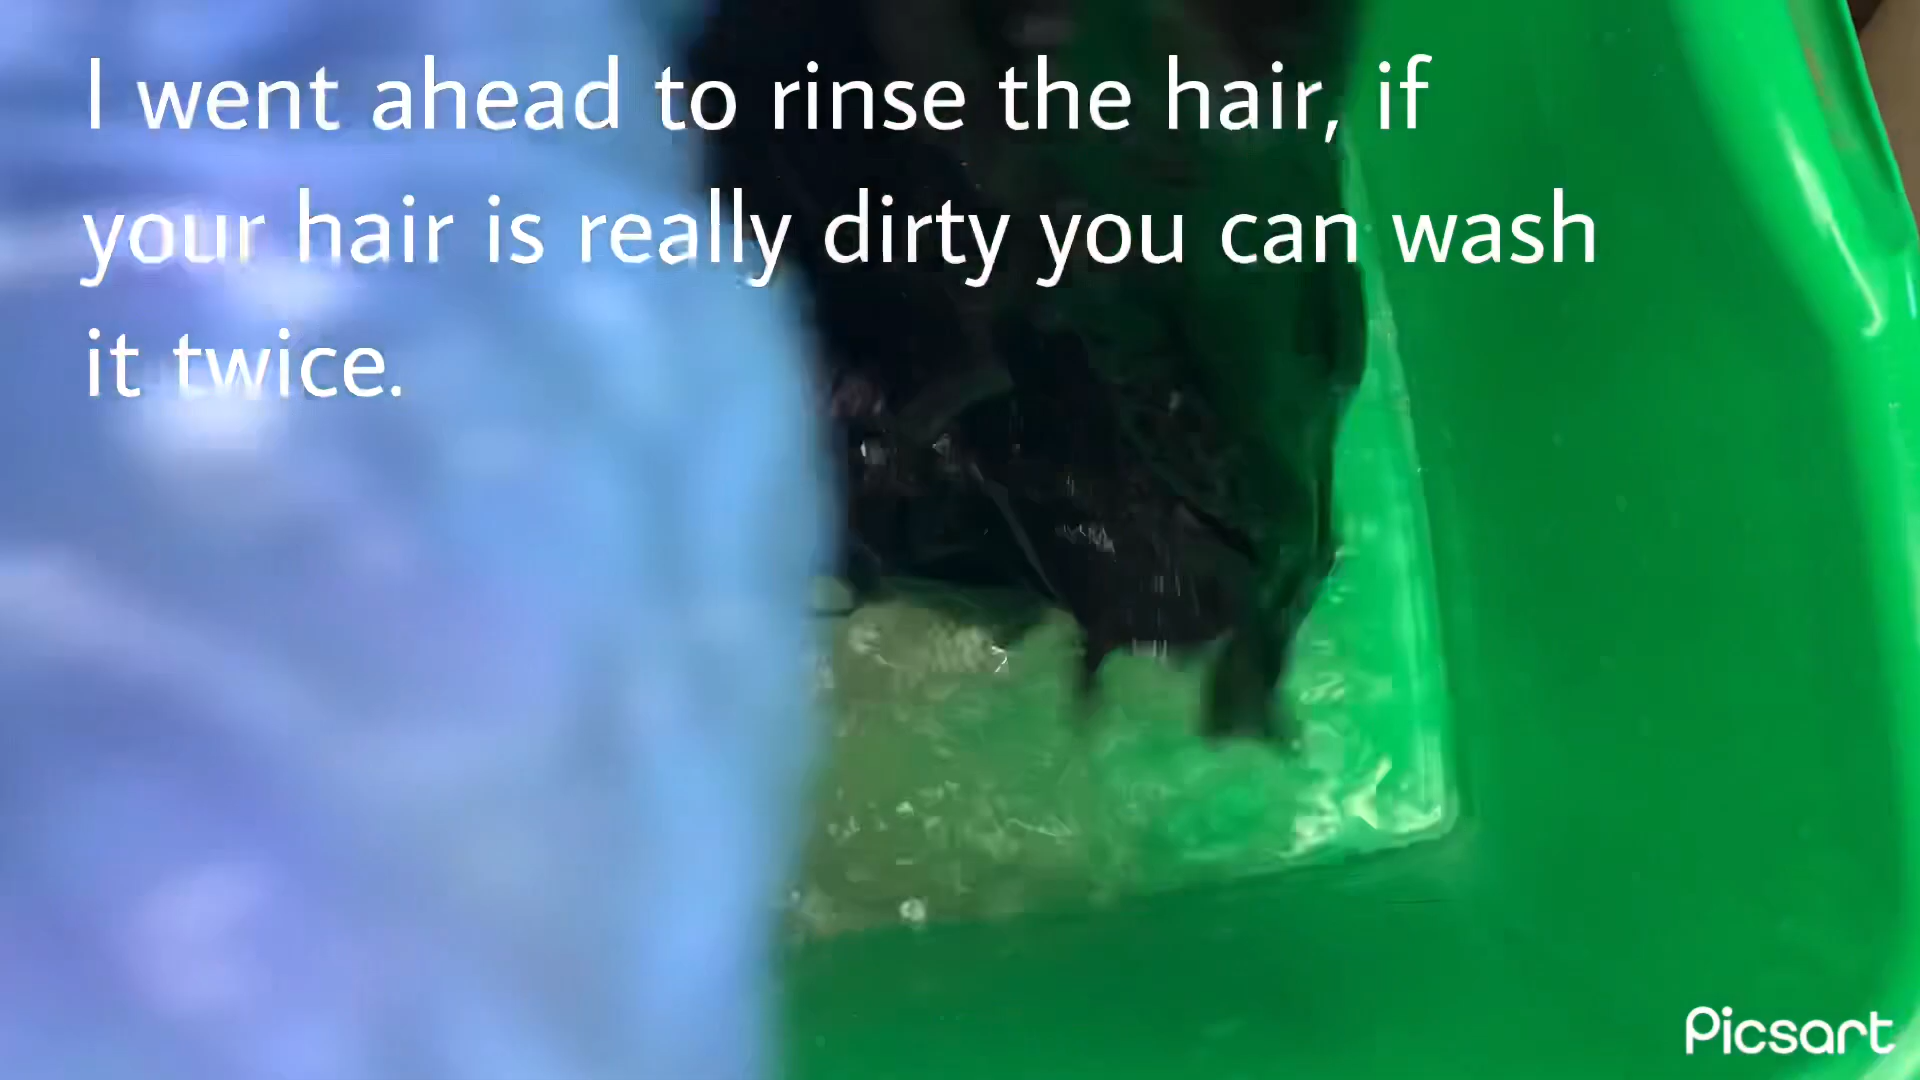 I went ahead to rinse the hair, if
your hair is really dirty you can wash
it twice.
Picsart